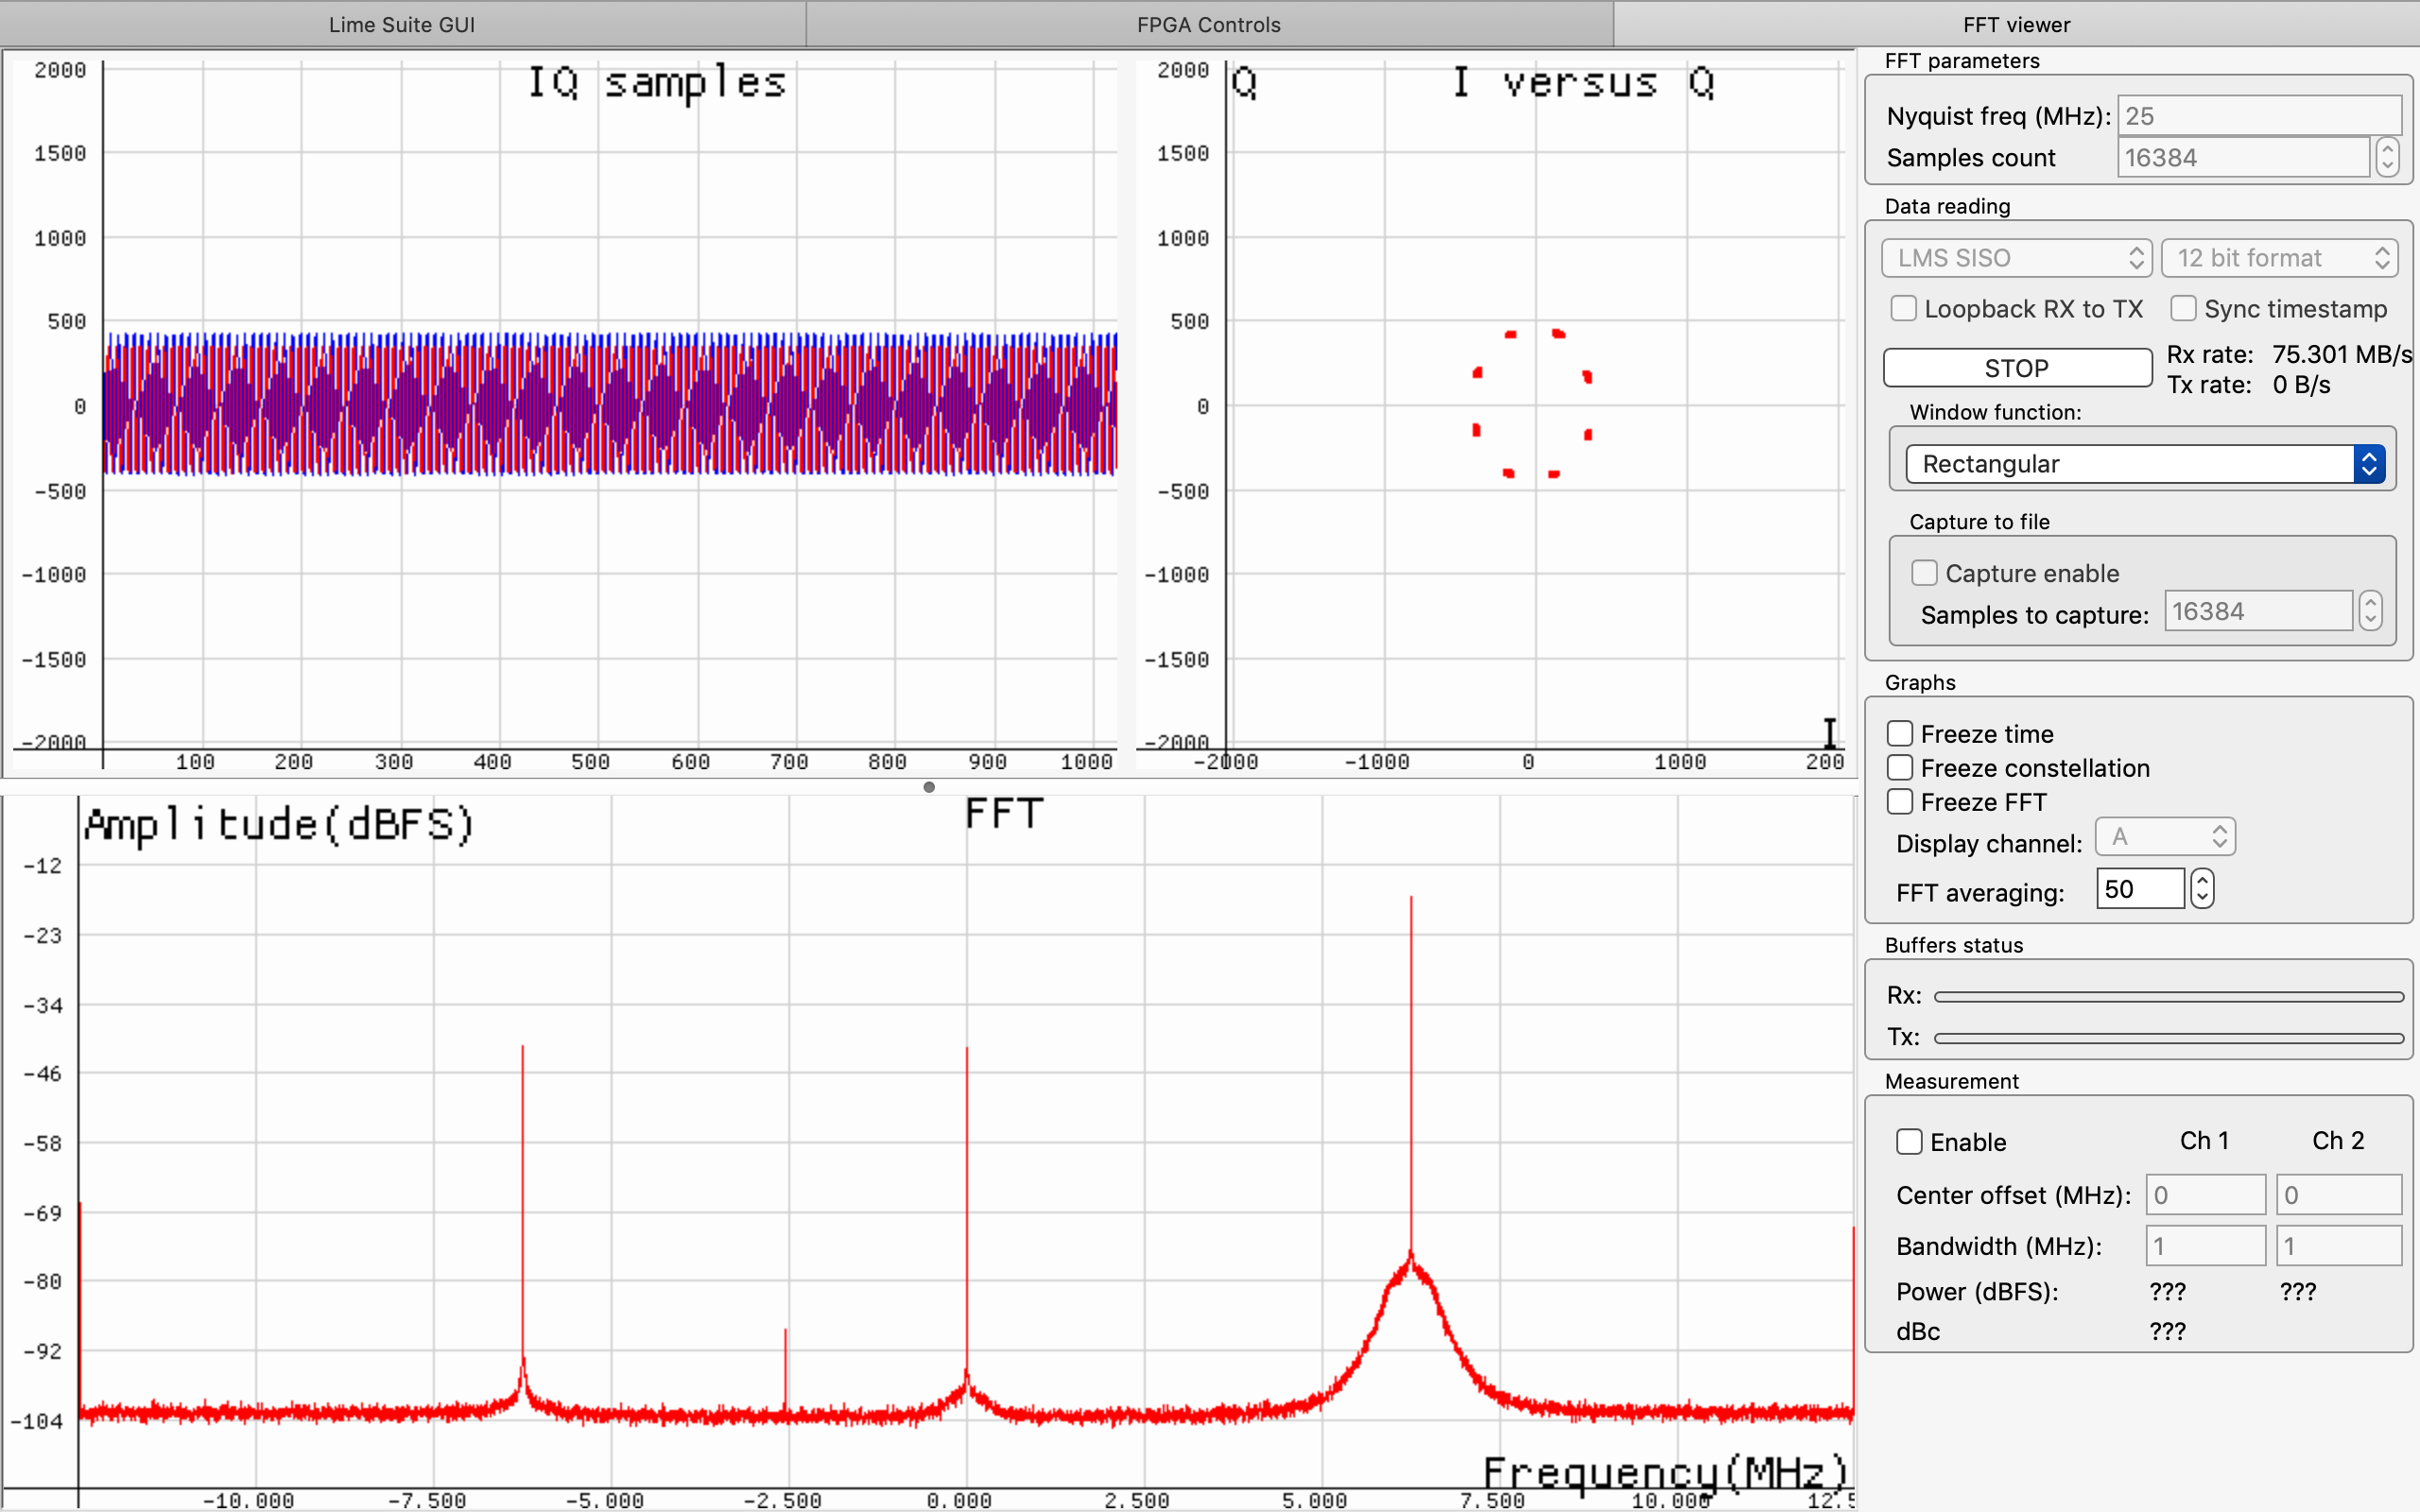 Lime Suite GUI FPGA Controls FFT viewer
IQ samples
2000
1500
1000
500
0
-500
-1000
-1500
-2000
100 200 300 400 500 600 700 800 900 1000
Q I versus Q
2000
1500
1000
500
0
-500
-1000
-1500
-2000
I
-2000 -1000 0 1000 200
Amplitude(dBFS) FFT
-12
-23
-34
-46
-58
-69
-80
-92
-104
Frequency(MHz)
-10.000 -7.500 -5.000 -2.500 0.000 2.500 5.000 7.500 10.000 12.5
FFT parameters
Nyquist freq (MHz): 25
Samples count 16384
Data reading
LMS SISO 12 bit format
Loopback RX to TX Sync timestamp
STOP Rx rate: 75.301 MB/s
Tx rate: 0 B/s
Window function:
Rectangular
Capture to file
Capture enable
Samples to capture: 16384
Graphs
Freeze time
Freeze constellation
Freeze FFT
Display channel: A
FFT averaging: 50
Buffers status
Rx:
Tx:
Measurement
Enable Ch 1 Ch 2
Center offset (MHz): 0 0
Bandwidth (MHz): 1 1
Power (dBFS): ??? ???
dBc ???